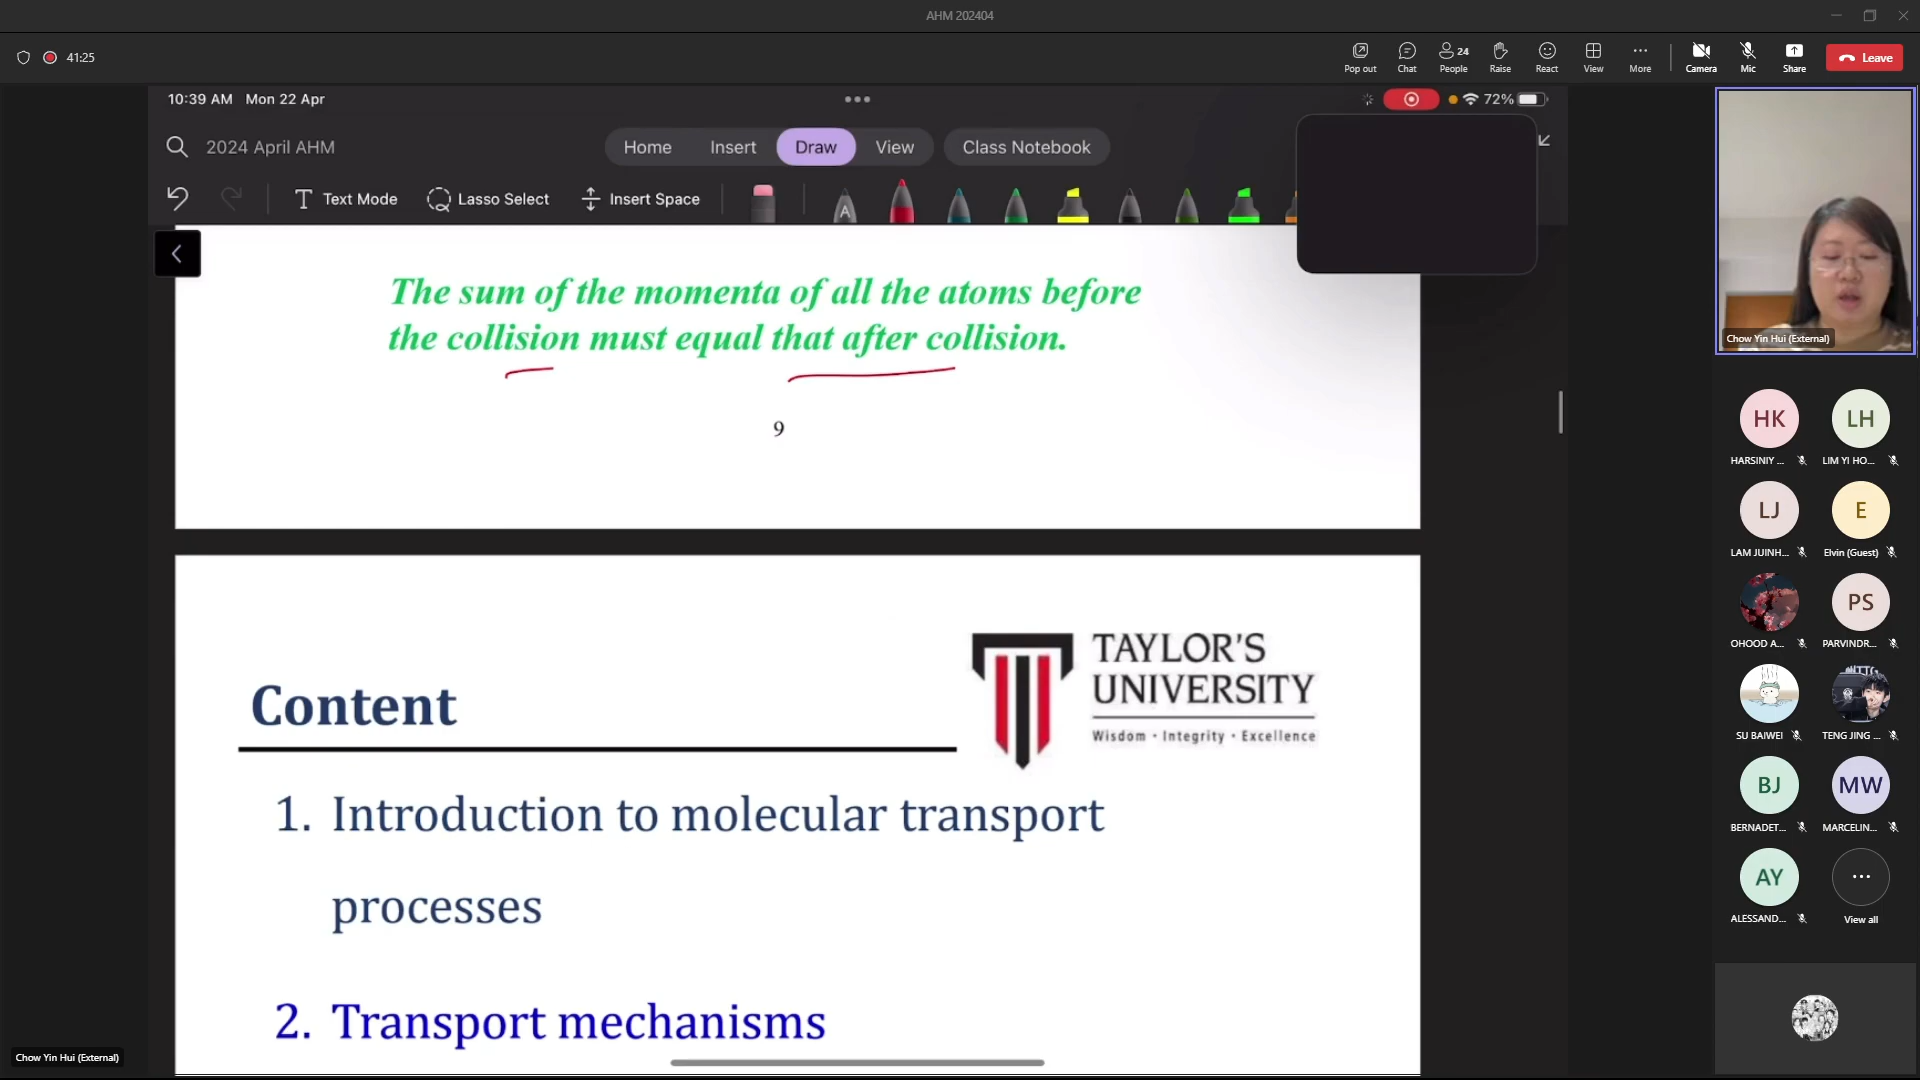 AHM 202404
41:25
Pop out
Chat
24
People
Raise
React
View
More
Camera
Mic
Share
Leave
10:39 AM Mon 22 Apr
72%
2024 April AHM
Home
Insert
Draw
View
Class Notebook
Text Mode
Lasso Select
Insert Space
A
The sum of the momenta of all the atoms before
the collision must equal that after collision.
9
Content
TAYLOR'S
UNIVERSITY
Wisdom · Integrity · Excellence
1. Introduction to molecular transport
processes
2. Transport mechanisms
Chow Yin Hui (External)
Chow Yin Hui (External)
HK
HARSINIY ...
LH
LIM YI HO...
LJ
LAM JUINH...
E
Elvin (Guest)
OHOOD A...
PS
PARVINDR...
SU BAIWEI
TENG JING ...
BJ
BERNADET...
MW
MARCELIN...
AY
ALESSAND...
View all